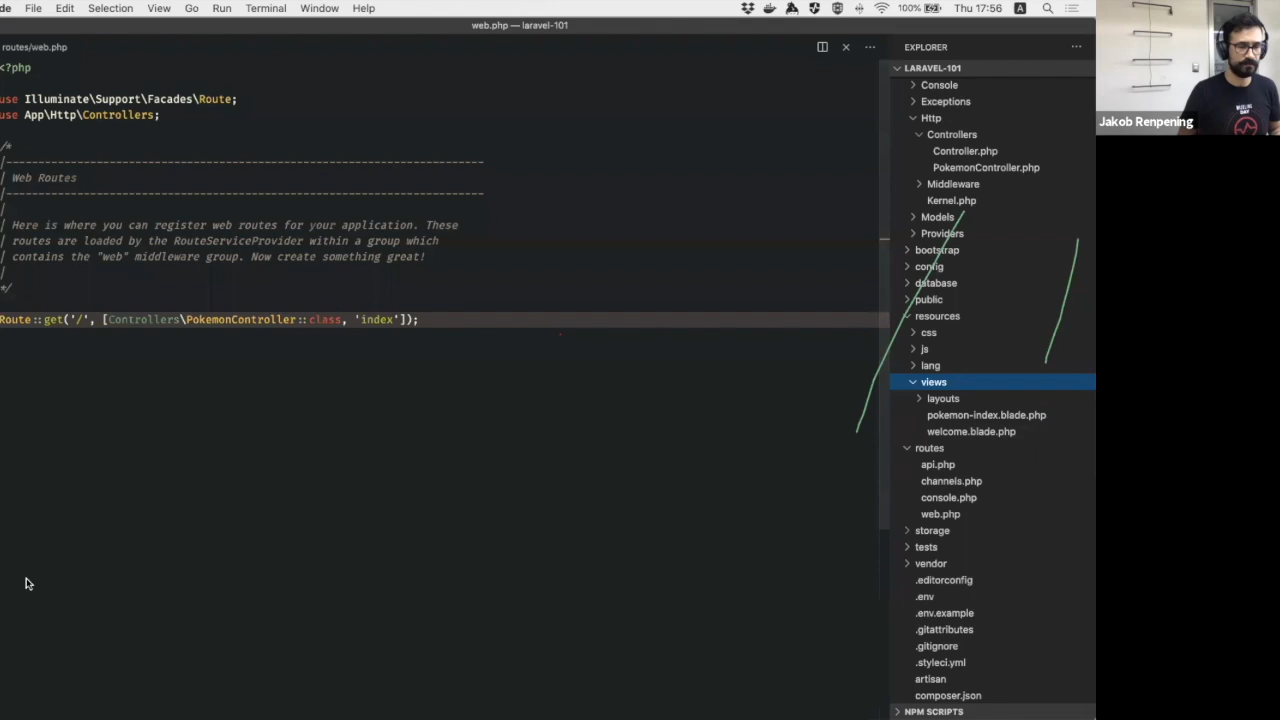 de File Edit Selection View Go Run Terminal Window Help 100% Thu 17:56 A
web.php — laravel-101
routes/web.php
<?php
use Illuminate\Support\Facades\Route;
use App\Http\Controllers;
/*
|--------------------------------------------------------------------------
| Web Routes
|--------------------------------------------------------------------------
|
| Here is where you can register web routes for your application. These
| routes are loaded by the RouteServiceProvider within a group which
| contains the "web" middleware group. Now create something great!
|
*/
Route::get('/', [Controllers\PokemonController::class, 'index']);
EXPLORER
LARAVEL-101
Console
Exceptions
Http
Controllers
Controller.php
PokemonController.php
Middleware
Kernel.php
Models
Providers
bootstrap
config
database
public
resources
css
js
lang
views
layouts
pokemon-index.blade.php
welcome.blade.php
routes
api.php
channels.php
console.php
web.php
storage
tests
vendor
.editorconfig
.env
.env.example
.gitattributes
.gitignore
.styleci.yml
artisan
composer.json
NPM SCRIPTS
Jakob Renpening